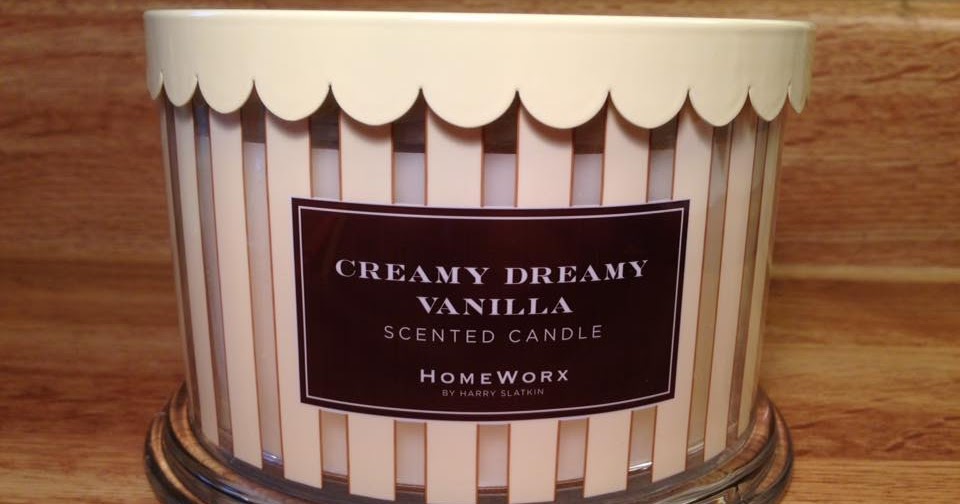 CREAMY DREAMY
VANILLA
SCENTED CANDLE
HOMEWORX
BY HARRY SLATKIN